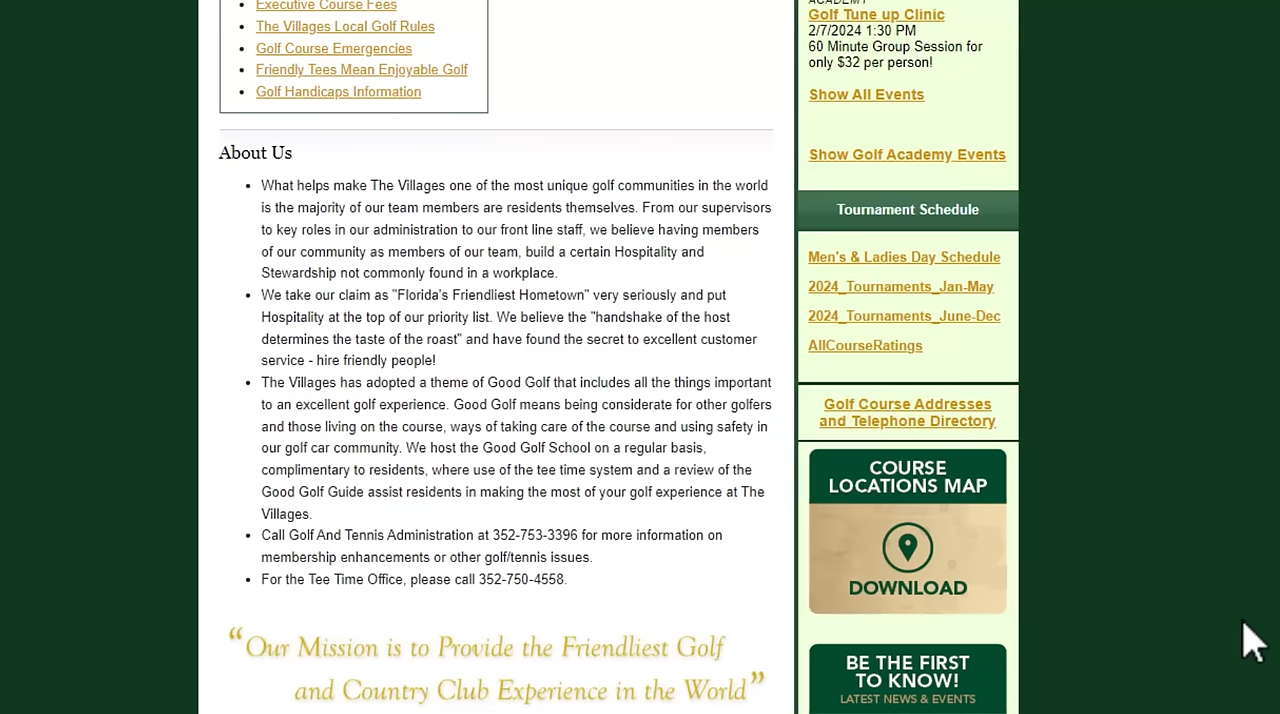 Executive Course Fees
The Villages Local Golf Rules
Golf Course Emergencies
Friendly Tees Mean Enjoyable Golf
Golf Handicaps Information
About Us
What helps make The Villages one of the most unique golf communities in the world
is the majority of our team members are residents themselves. From our supervisors
to key roles in our administration to our front line staff, we believe having members
of our community as members of our team, build a certain Hospitality and
Stewardship not commonly found in a workplace.
We take our claim as "Florida's Friendliest Hometown" very seriously and put
Hospitality at the top of our priority list. We believe the "handshake of the host
determines the taste of the roast" and have found the secret to excellent customer
service - hire friendly people!
The Villages has adopted a theme of Good Golf that includes all the things important
to an excellent golf experience. Good Golf means being considerate for other golfers
and those living on the course, ways of taking care of the course and using safety in
our golf car community. We host the Good Golf School on a regular basis,
complimentary to residents, where use of the tee time system and a review of the
Good Golf Guide assist residents in making the most of your golf experience at The
Villages.
Call Golf And Tennis Administration at 352-753-3396 for more information on
membership enhancements or other golf/tennis issues.
For the Tee Time Office, please call 352-750-4558.
“Our Mission is to Provide the Friendliest Golf
and Country Club Experience in the World”
ACADEMY
Golf Tune up Clinic
2/7/2024 1:30 PM
60 Minute Group Session for
only $32 per person!
Show All Events
Show Golf Academy Events
Tournament Schedule
Men's & Ladies Day Schedule
2024_Tournaments_Jan-May
2024_Tournaments_June-Dec
AllCourseRatings
Golf Course Addresses
and Telephone Directory
COURSE
LOCATIONS MAP
DOWNLOAD
BE THE FIRST
TO KNOW!
LATEST NEWS & EVENTS